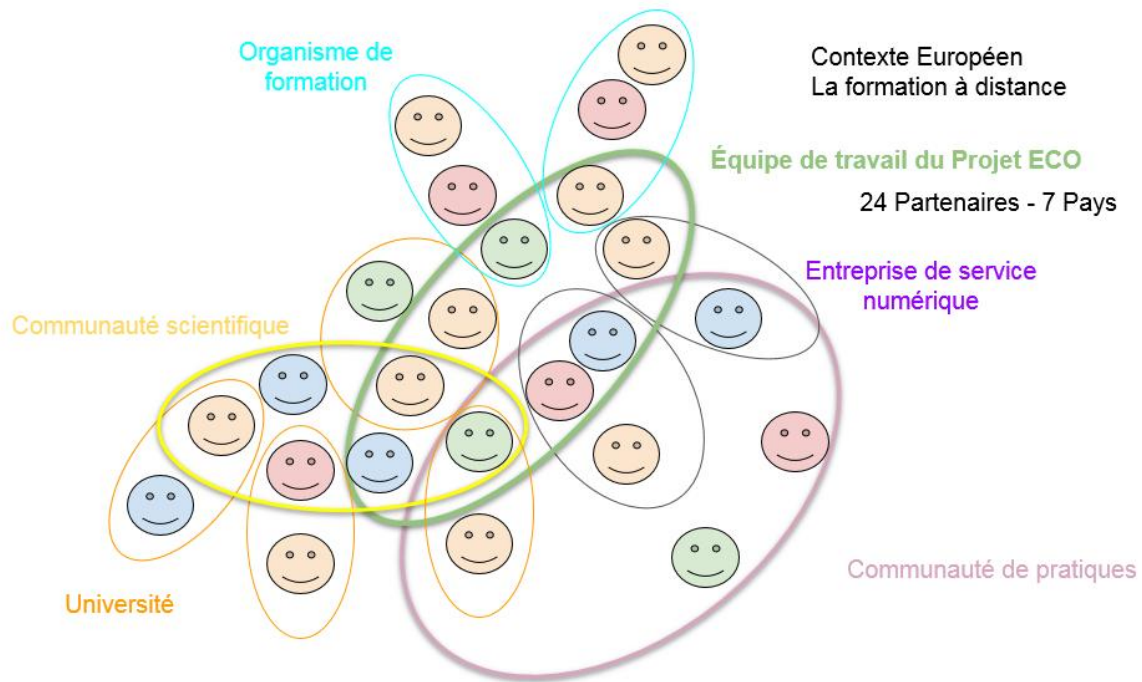 Organisme de
formation
Contexte Européen
La formation à distance
Équipe de travail du Projet ECO
24 Partenaires - 7 Pays
Entreprise de service
numérique
Communauté scientifique
Communauté de pratiques
Université